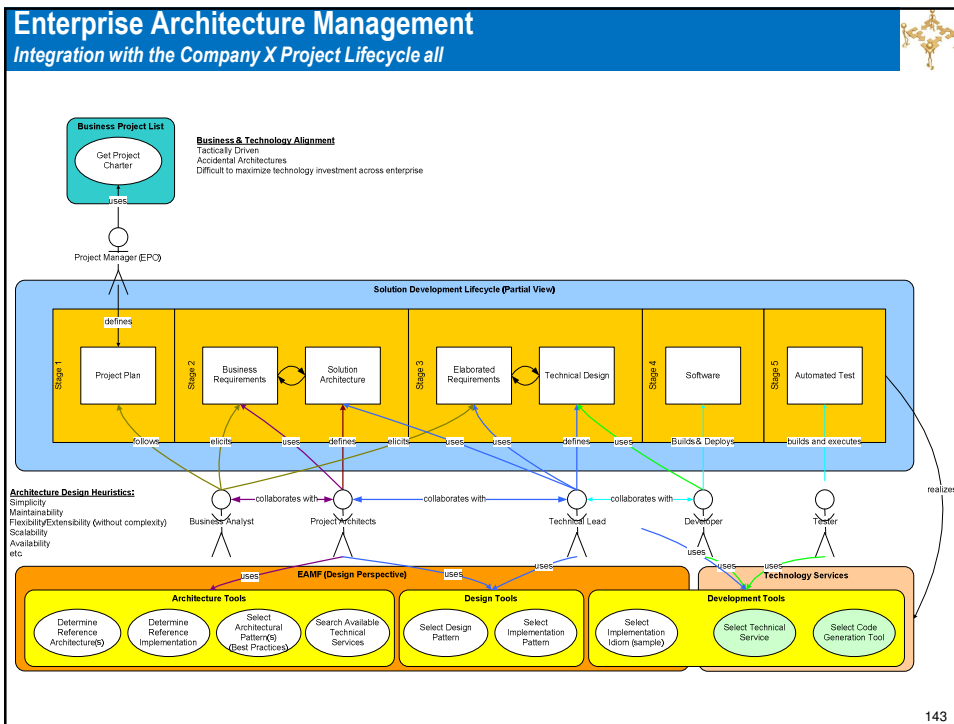 Enterprise Architecture Management
Integration with the Company X Project Lifecycle all
Business Project List
Get Project
Charter
Business & Technology Alignment
Tactically Driven
Accidental Architectures
Difficult to maximize technology investment across enterprise
uses
Project Manager (EPO)
Solution Development Lifecycle (Partial View)
defines
Stage 1
Project Plan
Stage 2
Business
Requirements
Solution
Architecture
Stage 3
Elaborated
Requirements
Technical Design
Stage 4
Software
Stage 5
Automated Test
follows
elicits
uses
defines
elicits
uses
uses
defines
uses
Builds & Deploys
builds and executes
realizes
Architecture Design Heuristics:
Simplicity
Maintainability
Flexibility/Extensibility (without complexity)
Scalability
Availability
etc.
collaborates with
collaborates with
collaborates with
Business Analyst
Project Architects
Technical Lead
Developer
Tester
uses
uses
uses
uses
uses
uses
EAMF (Design Perspective)
Technology Services
Architecture Tools
Determine
Reference
Architecture(s)
Determine
Reference
Implementation
Select
Architectural
Pattern(s)
(Best Practices)
Search Available
Technical
Services
Design Tools
Select Design
Pattern
Select
Implementation
Pattern
Development Tools
Select
Implementation
Idiom (sample)
Select Technical
Service
Select Code
Generation Tool
143